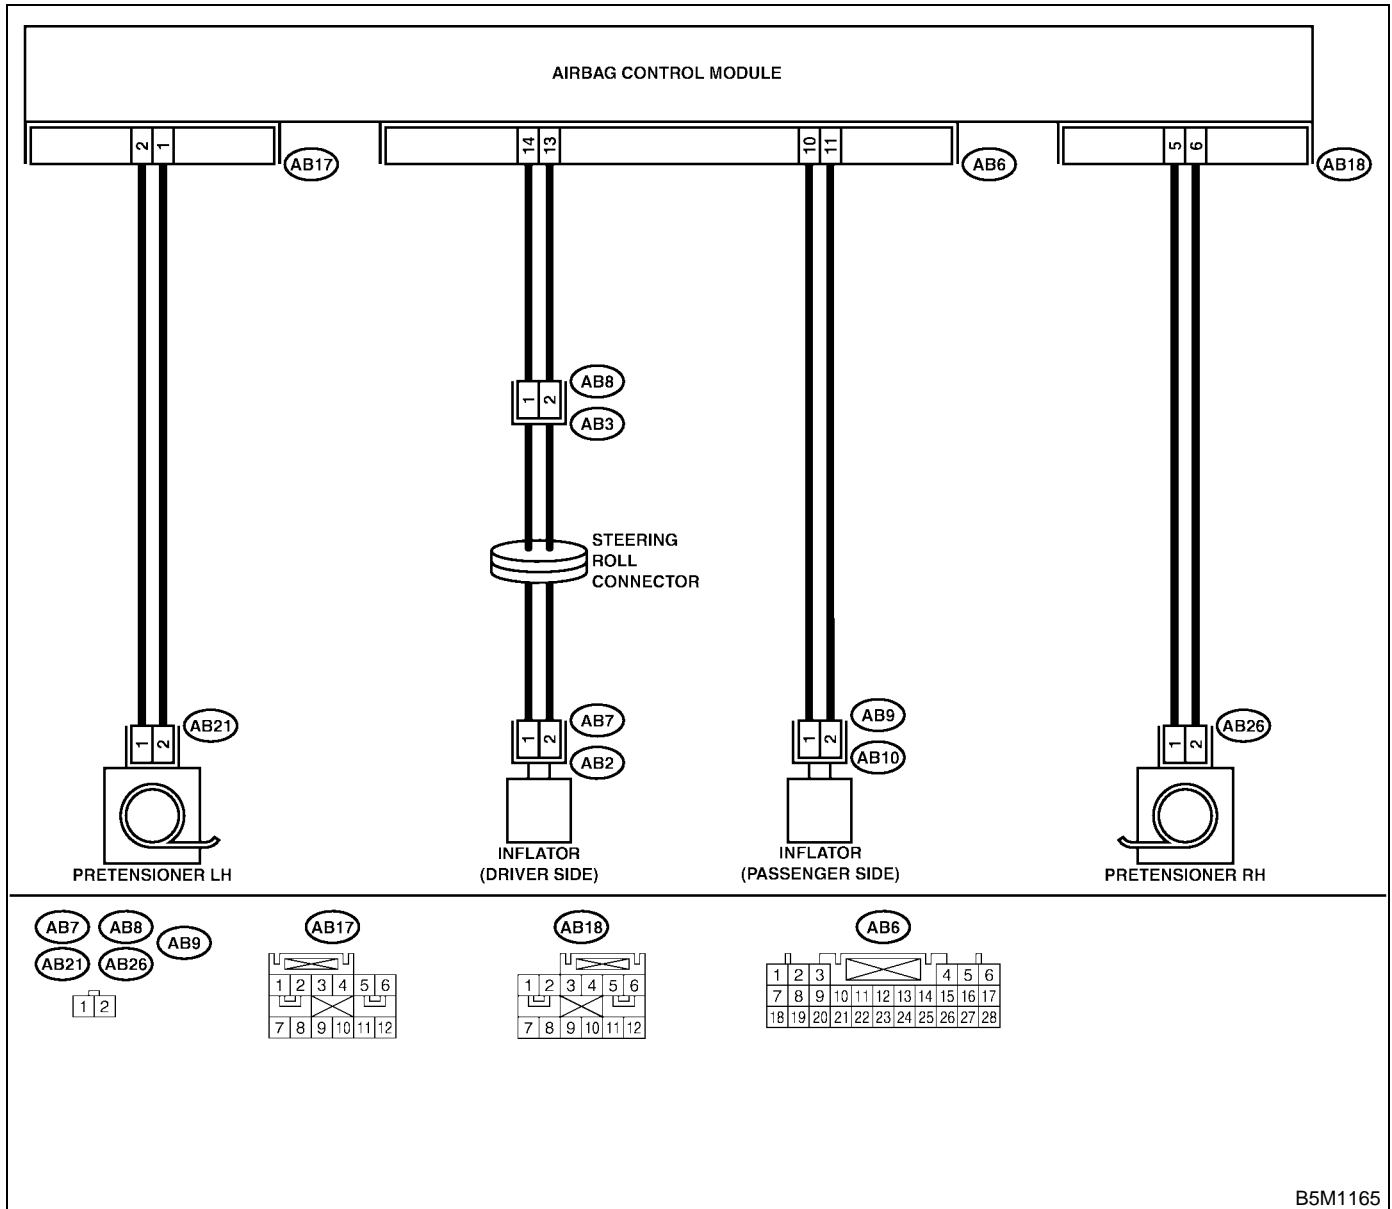 AIRBAG CONTROL MODULE
2 1
AB17
14 13
10 11
AB6
5 6
AB18
AB8
1 2
AB3
STEERING
ROLL
CONNECTOR
AB21
1 2
AB7
1 2
AB2
AB9
1 2
AB10
AB26
1 2
PRETENSIONER LH
INFLATOR
(DRIVER SIDE)
INFLATOR
(PASSENGER SIDE)
PRETENSIONER RH
AB7 AB8 AB9
AB21 AB26
1 2
AB17
1 2 3 4 5 6
7 8 9 10 11 12
AB18
1 2 3 4 5 6
7 8 9 10 11 12
AB6
1 2 3 4 5 6
7 8 9 10 11 12 13 14 15 16 17
18 19 20 21 22 23 24 25 26 27 28
B5M1165